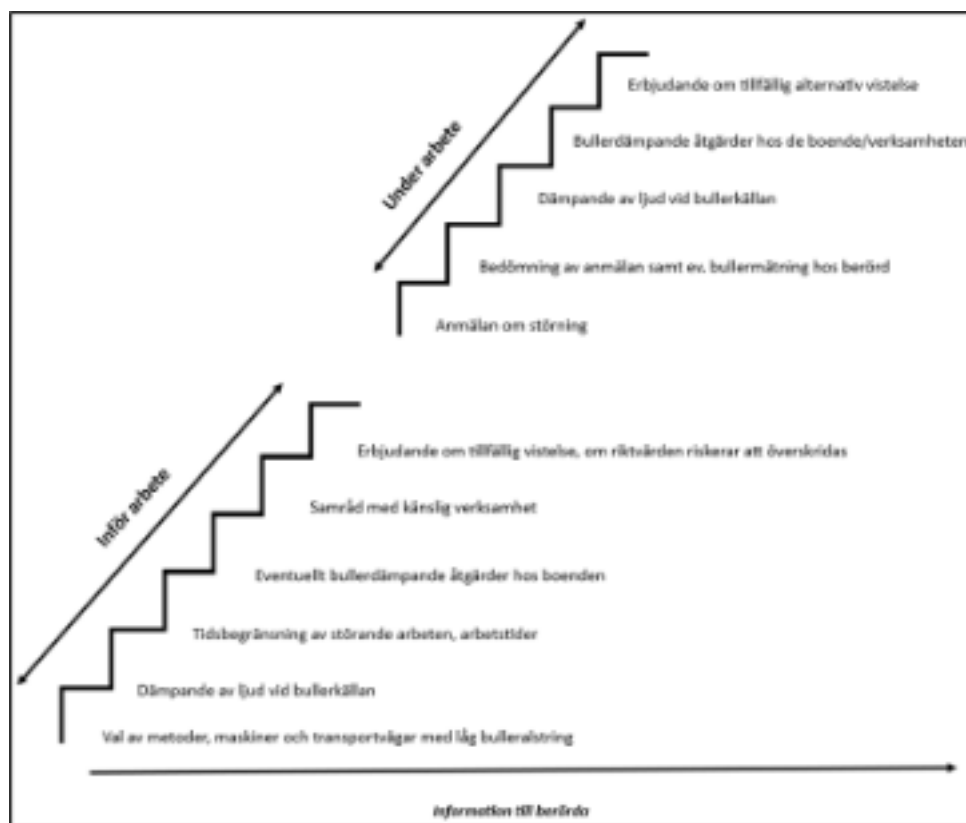 Erbjudande om tillfällig alternativ vistelse
Bullerdämpande åtgärder hos de boende/verksamheten
Under arbete
Dämpande av ljud vid bullerkällan
Bedömning av anmälan samt ev. bullermätning hos berörd
Anmälan om störning
Erbjudande om tillfällig vistelse, om riktvärden riskerar att överskridas
Inför arbete
Samråd med känslig verksamhet
Eventuellt bullerdämpande åtgärder hos boenden
Tidsbegränsning av störande arbeten, arbetstider
Dämpande av ljud vid bullerkällan
Val av metoder, maskiner och transportvägar med låg bulleralstring
Information till berörda